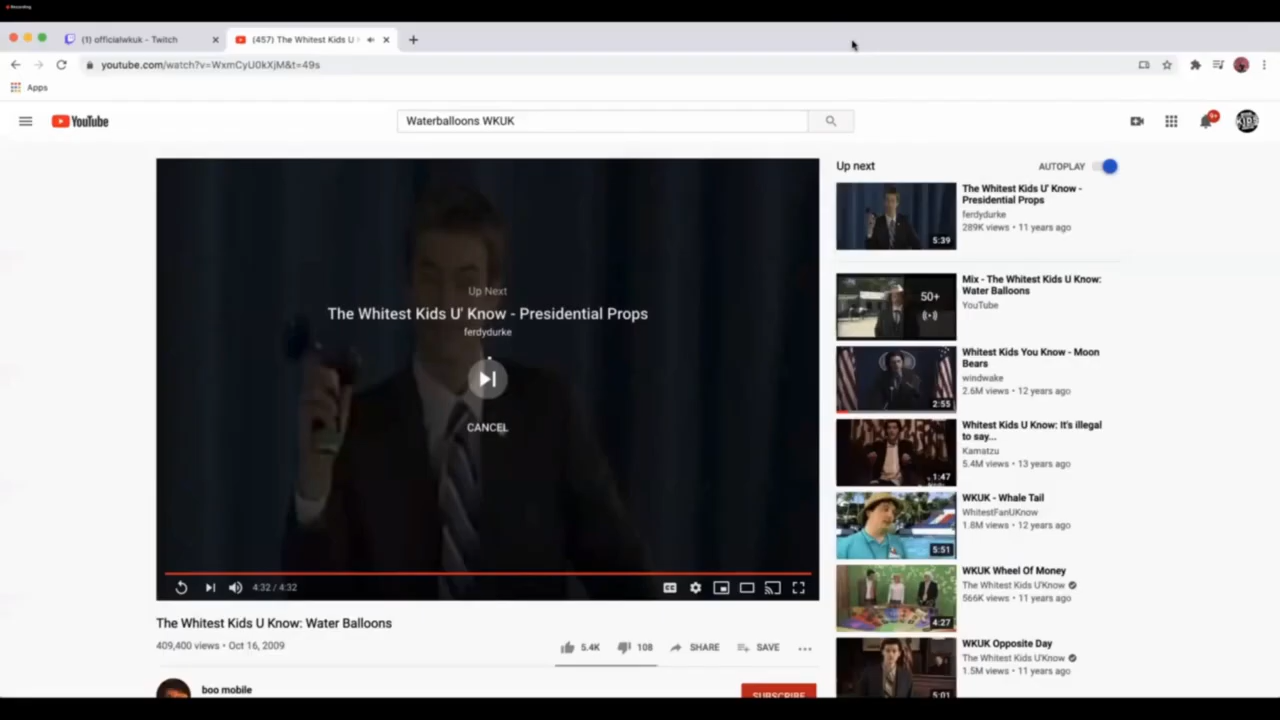 Recording
(1) officialwkuk - Twitch
(457) The Whitest Kids U
youtube.com/watch?v=WxmCyU0kXjM&t=49s
Apps
YouTube
Waterballoons WKUK
9+
Up Next
The Whitest Kids U' Know - Presidential Props
ferdydurke
CANCEL
4:32 / 4:32
CC
The Whitest Kids U Know: Water Balloons
409,400 views • Oct 16, 2009
5.4K
108
SHARE
SAVE
boo mobile
SUBSCRIBE
Up next
AUTOPLAY
The Whitest Kids U' Know -
Presidential Props
ferdydurke
289K views • 11 years ago
5:39
Mix - The Whitest Kids U Know:
Water Balloons
YouTube
50+
Whitest Kids You Know - Moon
Bears
windwake
2.6M views • 12 years ago
2:55
Whitest Kids U Know: It's illegal
to say...
Kamatzu
5.4M views • 13 years ago
1:47
WKUK - Whale Tail
WhitestFanUKnow
1.8M views • 12 years ago
5:51
WKUK Wheel Of Money
The Whitest Kids U'Know
566K views • 11 years ago
4:27
WKUK Opposite Day
The Whitest Kids U'Know
1.5M views • 11 years ago
5:01